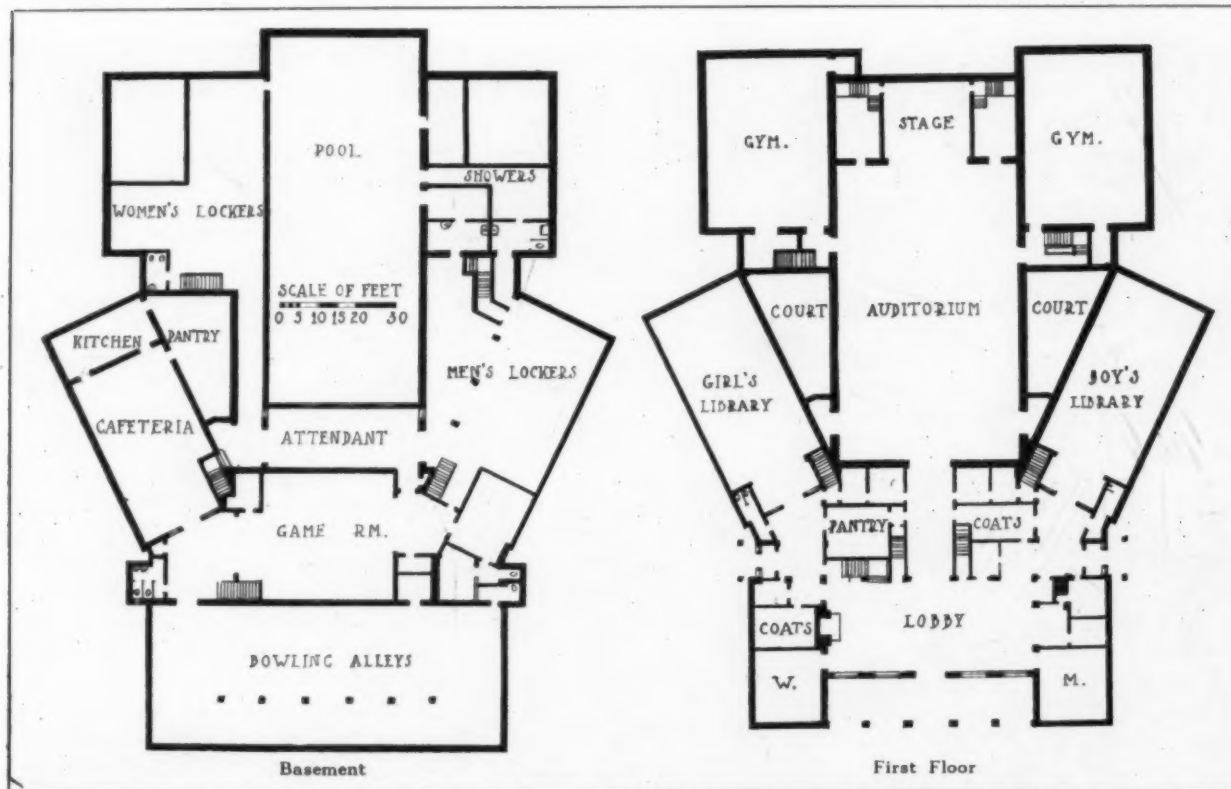 POOL
SHOWERS
WOMEN'S LOCKERS
SCALE OF FEET
0 5 10 15 20 30
KITCHEN
PANTRY
MEN'S LOCKERS
CAFETERIA
ATTENDANT
GAME RM.
BOWLING ALLEYS
Basement
STAGE
GYM.
GYM.
COURT
AUDITORIUM
COURT
GIRL'S
LIBRARY
BOY'S
LIBRARY
PANTRY
COATS
COATS
LOBBY
W.
M.
First Floor